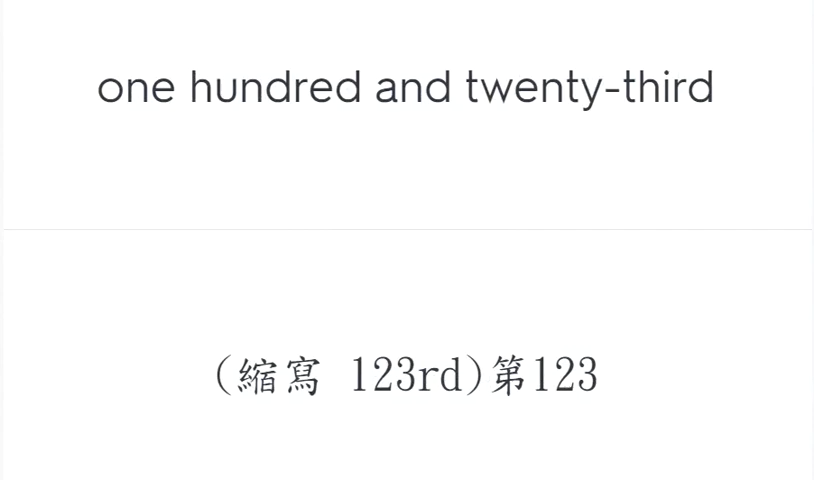 one hundred and twenty-third
(縮寫 123rd)第123